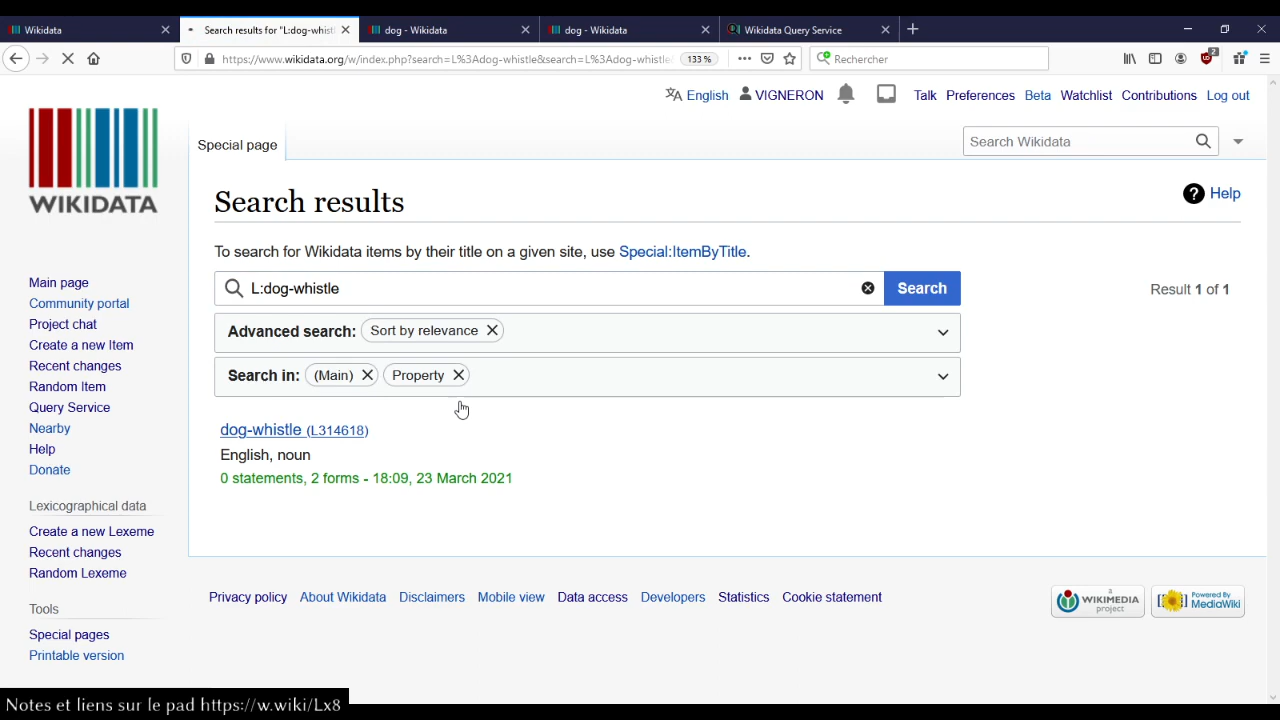 Wikidata
Search results for "L:dog-whistl
dog - Wikidata
dog - Wikidata
Wikidata Query Service
https://www.wikidata.org/w/index.php?search=L%3Adog-whistle&search=L%3Adog-whistle
133 %
Rechercher
2
English
VIGNERON
Talk
Preferences
Beta
Watchlist
Contributions
Log out
Special page
Search Wikidata
WIKIDATA
Search results
Help
To search for Wikidata items by their title on a given site, use Special:ItemByTitle.
L:dog-whistle
Search
Result 1 of 1
Advanced search: Sort by relevance
Search in: (Main) Property
dog-whistle (L314618)
English, noun
0 statements, 2 forms - 18:09, 23 March 2021
Main page
Community portal
Project chat
Create a new Item
Recent changes
Random Item
Query Service
Nearby
Help
Donate
Lexicographical data
Create a new Lexeme
Recent changes
Random Lexeme
Tools
Special pages
Printable version
Privacy policy
About Wikidata
Disclaimers
Mobile view
Data access
Developers
Statistics
Cookie statement
a
WIKIMEDIA
project
Powered By
MediaWiki
Notes et liens sur le pad https://w.wiki/Lx8